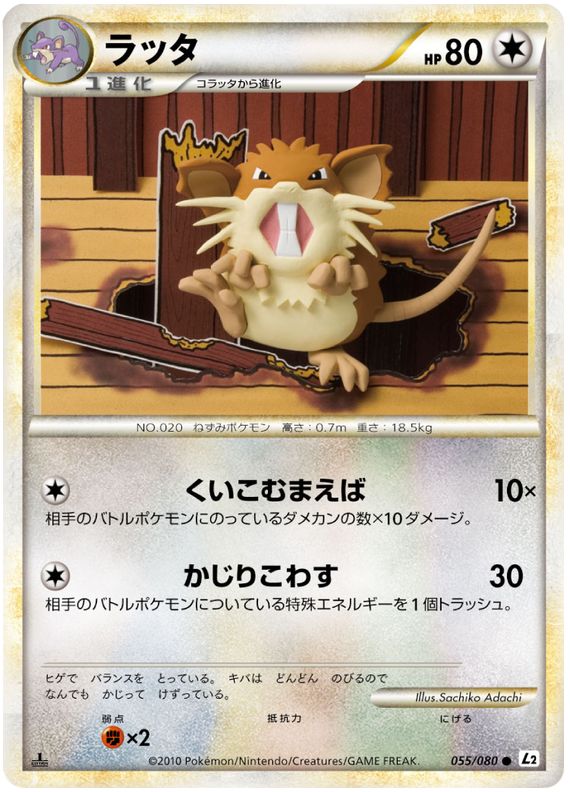 ラッタ
HP 80
1進化
コラッタから進化
NO.020 ねずみポケモン 高さ:0.7m 重さ:18.5kg
くいこむまえば 10×
相手のバトルポケモンにのっているダメカンの数×10ダメージ。
かじりこわす 30
相手のバトルポケモンについている特殊エネルギーを1個トラッシュ。
ヒゲで バランスを とっている。 キバは どんどん のびるので
なんでも かじって けずっている。
Illus.Sachiko Adachi
弱点 抵抗力 にげる
×2
©2010 Pokémon/Nintendo/Creatures/GAME FREAK.
055/080 ● L2